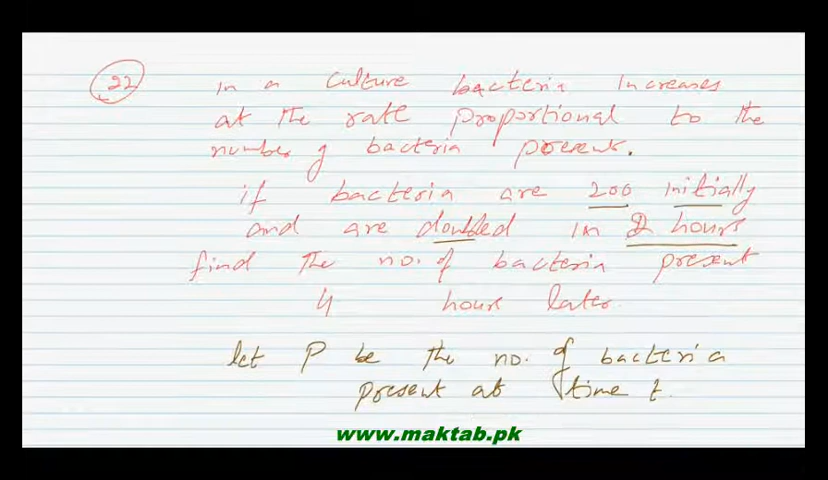 22
In a culture bacteria increases
at the rate proportional to the
number of bacteria present.
if bacteria are 200 initially
and are doubled in 2 hours
find the no. of bacteria present
4 hour later.
let P be the no. of bacteria
present at time t.
www.maktab.pk